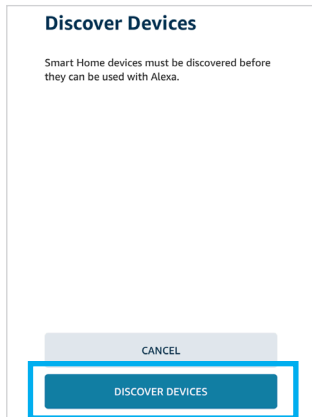 Discover Devices
Smart Home devices must be discovered before
they can be used with Alexa.
CANCEL
DISCOVER DEVICES